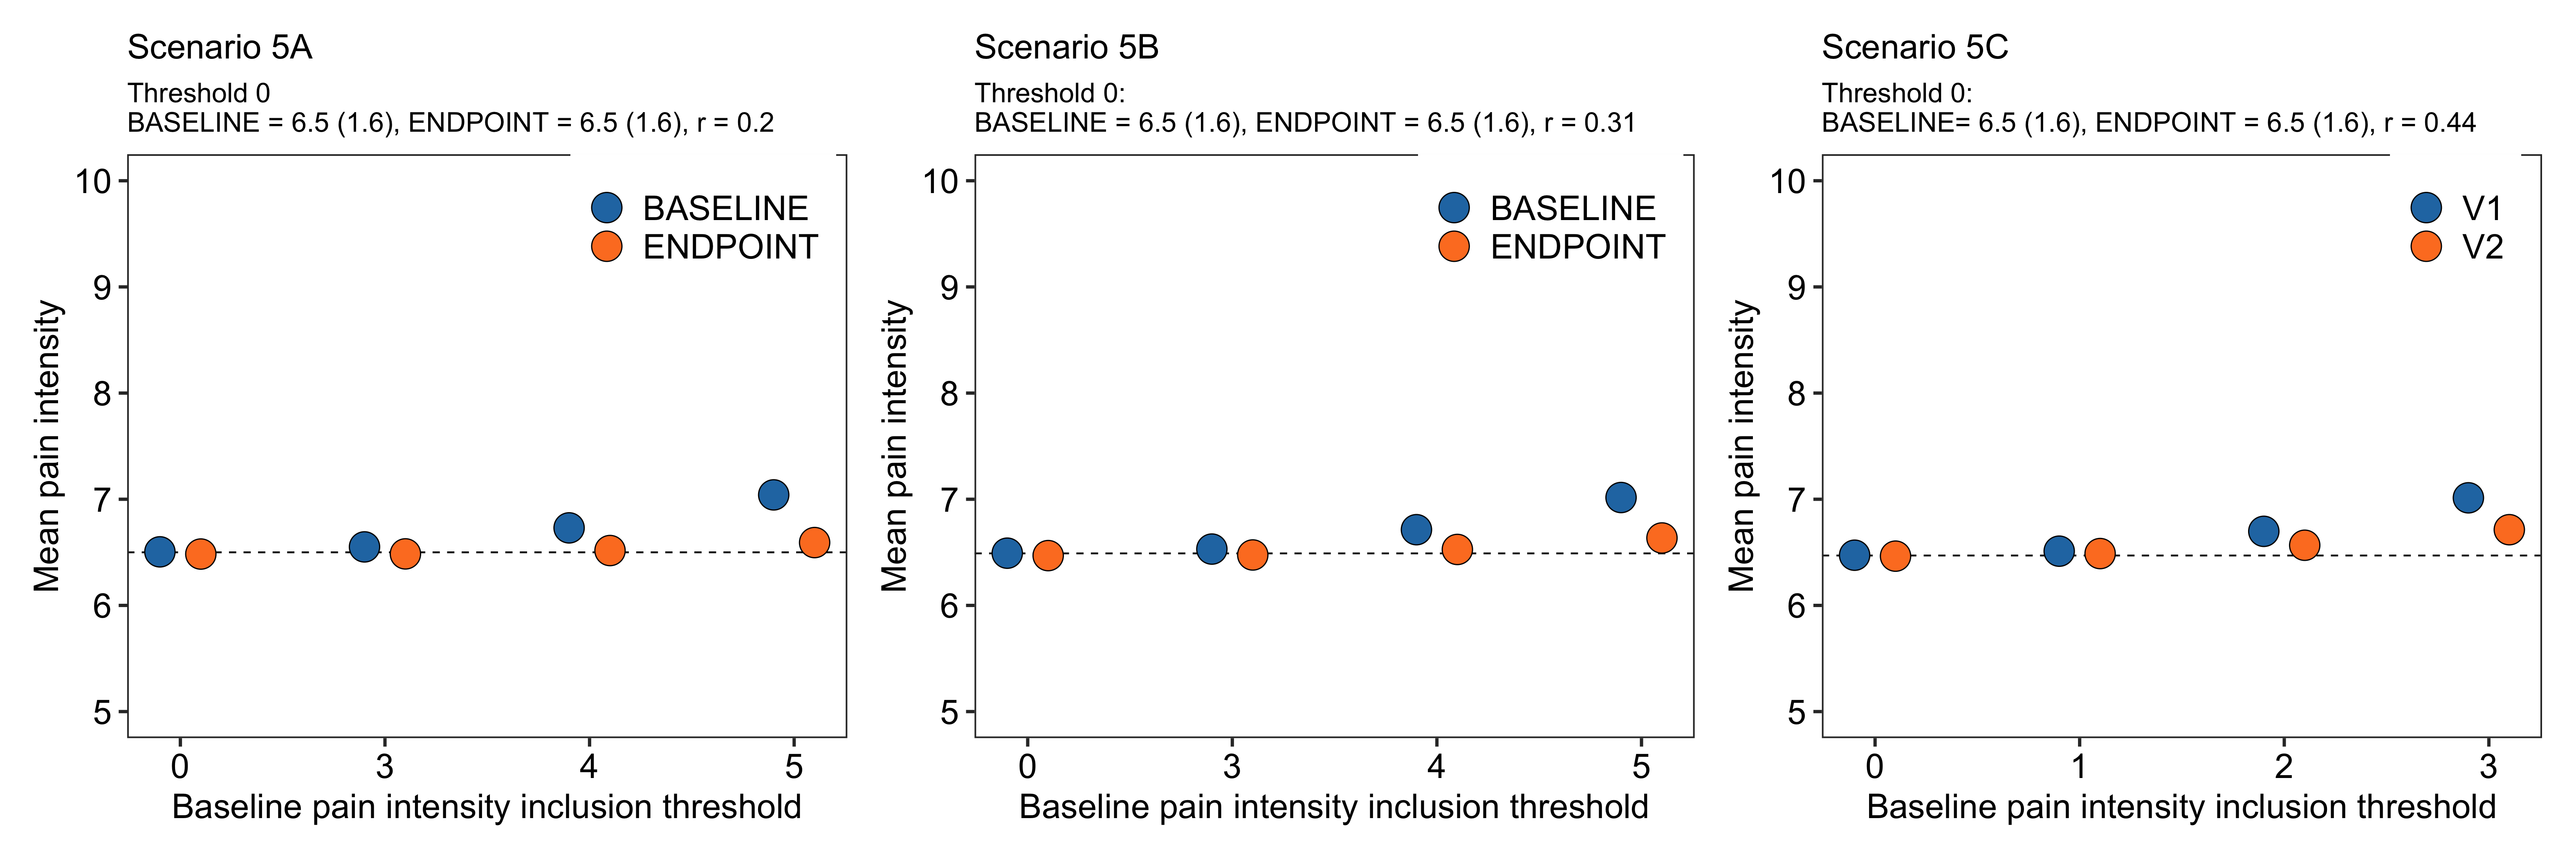 Scenario 5A
Threshold 0
BASELINE = 6.5 (1.6), ENDPOINT = 6.5 (1.6), r = 0.2
BASELINE
ENDPOINT
10
9
8
7
6
5
Mean pain intensity
0 3 4 5
Baseline pain intensity inclusion threshold
Scenario 5B
Threshold 0:
BASELINE = 6.5 (1.6), ENDPOINT = 6.5 (1.6), r = 0.31
BASELINE
ENDPOINT
10
9
8
7
6
5
Mean pain intensity
0 3 4 5
Baseline pain intensity inclusion threshold
Scenario 5C
Threshold 0:
BASELINE= 6.5 (1.6), ENDPOINT = 6.5 (1.6), r = 0.44
V1
V2
10
9
8
7
6
5
Mean pain intensity
0 1 2 3
Baseline pain intensity inclusion threshold